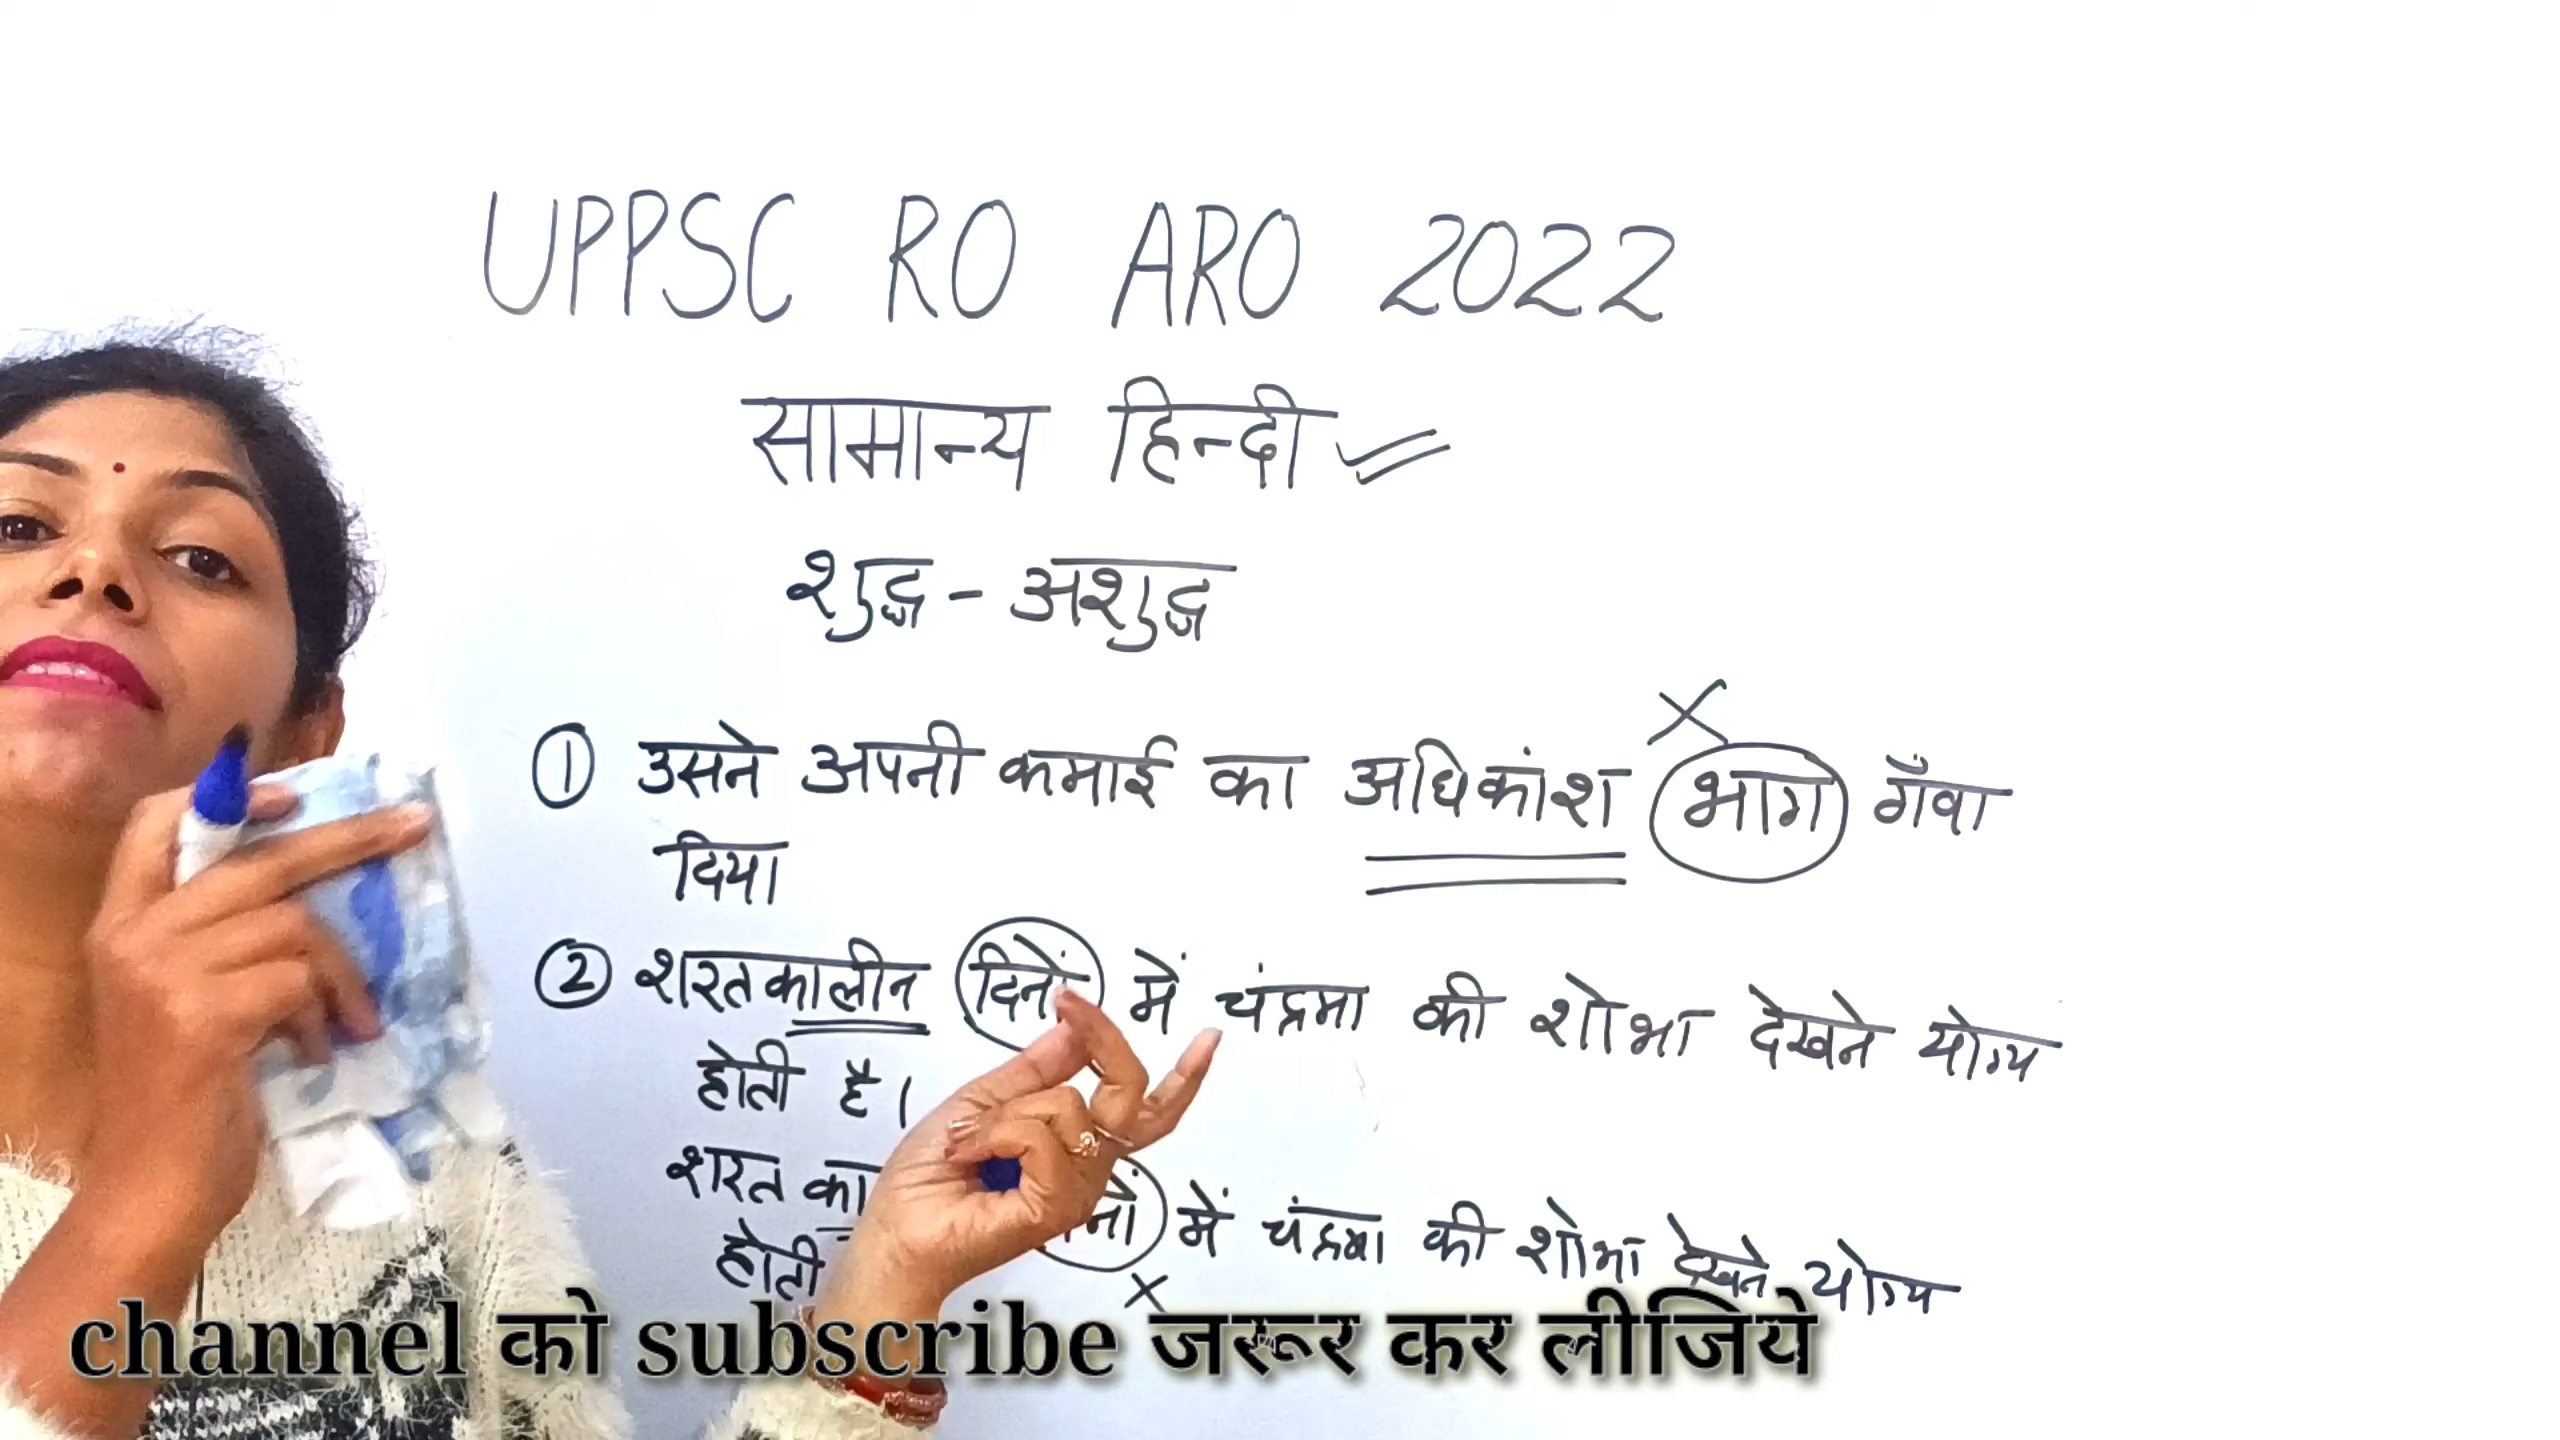 UPPSC RO ARO 2022
सामान्य हिन्दी
शुद्ध - अशुद्ध
① उसने अपनी कमाई का अधिकांश भाग गँवा
दिया
② शरतकालीन दिनों में चंद्रमा की शोभा देखने योग्य
होती है।
शरत में चंद्रमा की शोभा देखने योग्य
होती
channel को subscribe जरूर कर लीजिये